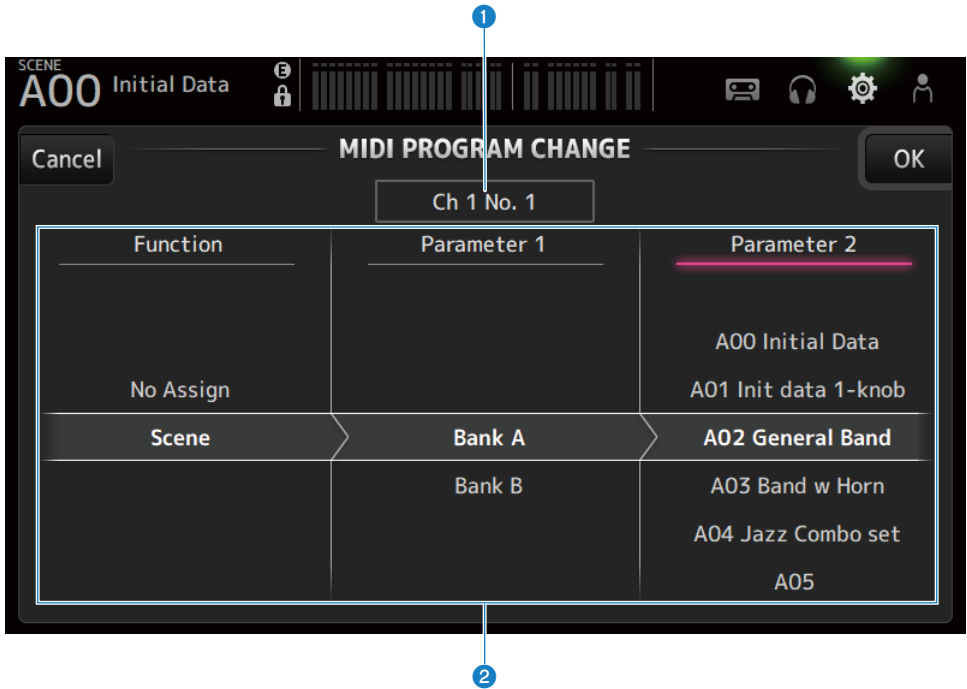 1
SCENE
A00 Initial Data
E
Cancel
MIDI PROGRAM CHANGE
OK
Ch 1 No. 1
Function
Parameter 1
Parameter 2
A00 Initial Data
No Assign
A01 Init data 1-knob
Scene
Bank A
A02 General Band
Bank B
A03 Band w Horn
A04 Jazz Combo set
A05
2